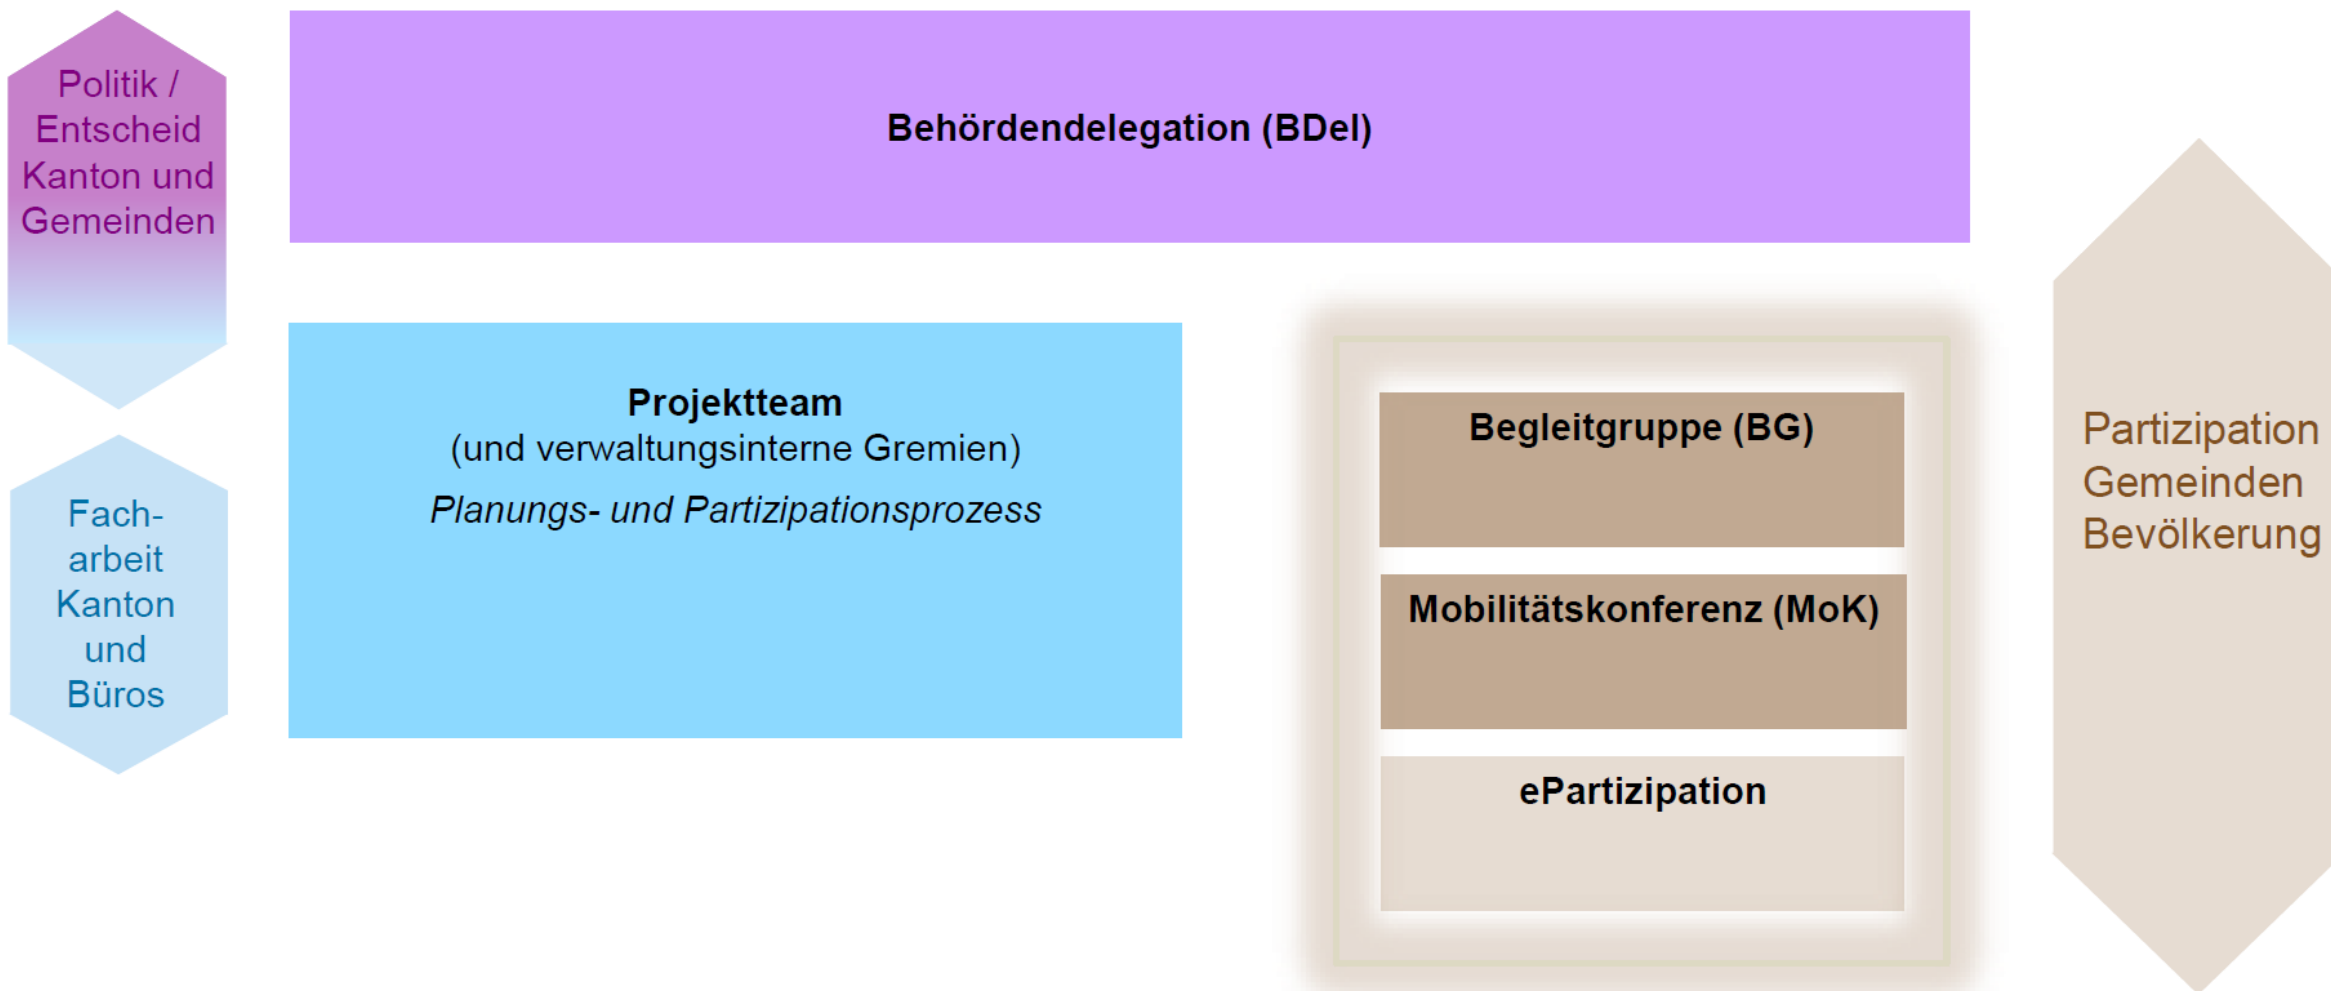 Politik /
Entscheid
Kanton und
Gemeinden
Behördendelegation (BDel)
Projektteam
(und verwaltungsinterne Gremien)
Planungs- und Partizipationsprozess
Fach-
arbeit
Kanton
und
Büros
Begleitgruppe (BG)
Mobilitätskonferenz (MoK)
ePartizipation
Partizipation
Gemeinden
Bevölkerung